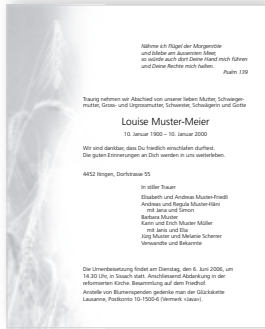 Nähme ich Flügel der Morgenröte
und bliebe am äussersten Meer,
so würde auch dort Deine Hand mich führen
und Deine Rechte mich halten.
Psalm 139
Traurig nehmen wir Abschied von unserer lieben Mutter, Schwieger-
mutter, Gross- und Urgrossmutter, Schwester, Schwägerin und Gotte
Louise Muster-Meier
10. Januar 1900 – 10. Januar 2000
Wir sind dankbar, dass Du friedlich einschlafen durftest.
Die guten Erinnerungen an Dich werden in uns weiterleben.
4452 Itingen, Dorfstrasse 55
In stiller Trauer
Elisabeth und Andreas Muster-Friedli
Andreas und Regula Muster-Häni
mit Jana und Simon
Barbara Muster
Karin und Erich Muster Müller
mit Janis und Elia
Jürg Muster und Melanie Scherrer
Verwandte und Bekannte
Die Urnenbeisetzung findet am Dienstag, den 6. Juni 2006, um
14.30 Uhr, in Sissach statt. Anschliessend Abdankung in der
reformierten Kirche. Besammlung auf dem Friedhof.
Anstelle von Blumenspenden gedenke man der Glückskette
Lausanne, Postkonto 10-1500-6 (Vermerk «Java»).